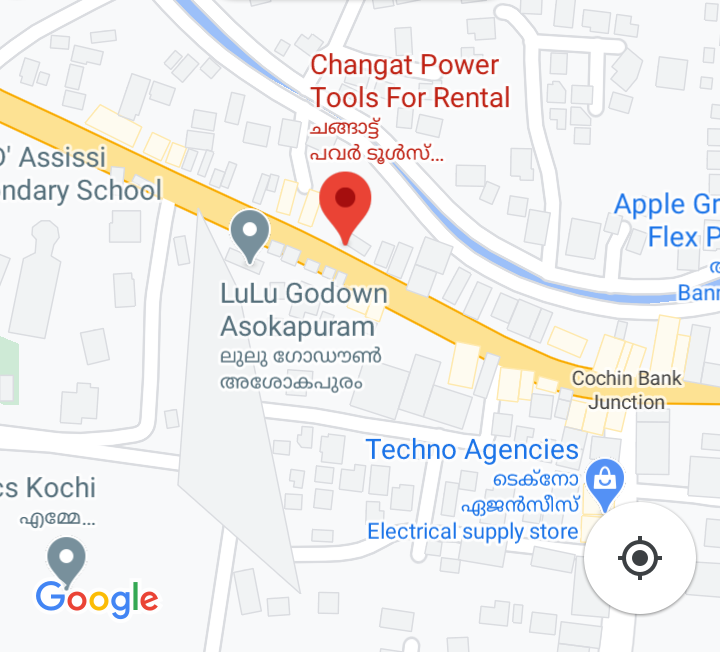 Changat Power
Tools For Rental
ചങ്ങാട്ട്
പവർ ടൂൾസ്...
O' Assissi
ondary School
Apple Gr
Flex P
Bann
LuLu Godown
Asokapuram
ലുലു ഗോഡൗൺ
അശോകപുരം
Cochin Bank
Junction
Techno Agencies
ടെക്നോ
ഏജൻസീസ്
Electrical supply store
cs Kochi
എമ്മേ...
Google